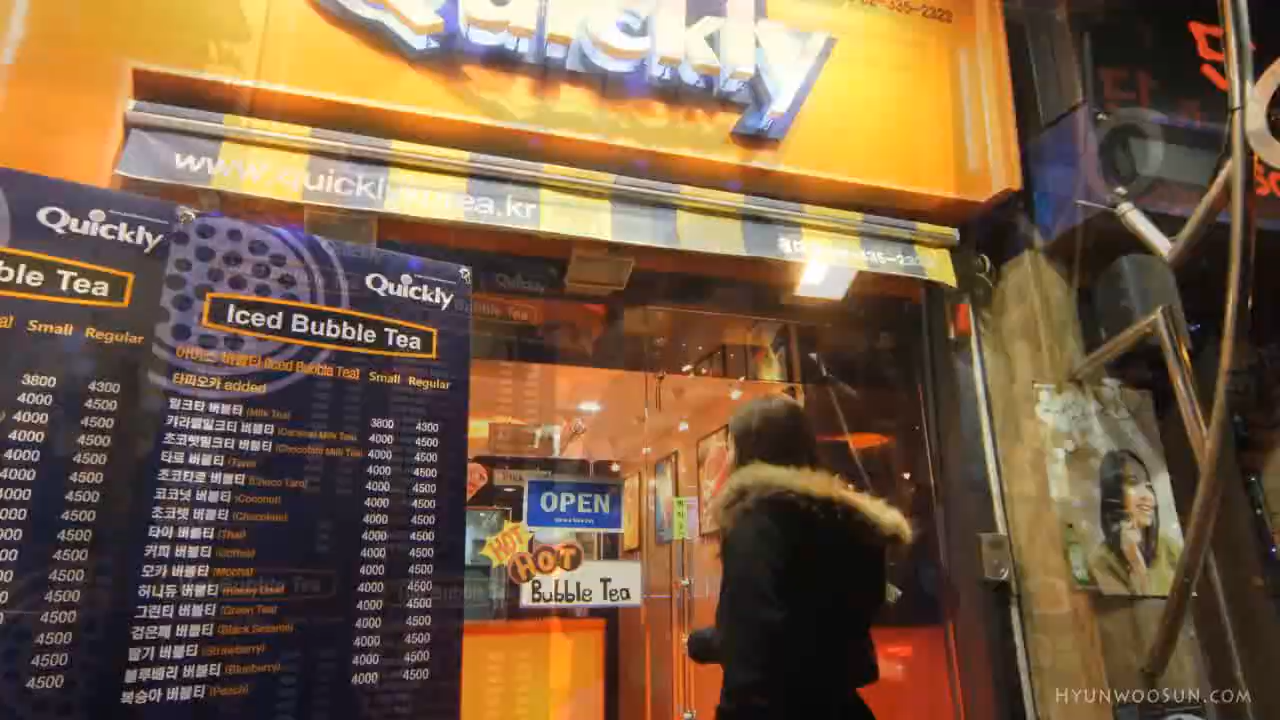 Quickly
335-2323
www.quickly
ea.kr
Quickly
ble Tea
Small Regular
3800 4300
4000 4500
4000 4500
4000 4500
4000 4500
4000 4500
4500
4500
4500
4500
4500
4500
4500
4500
4500
Quickly
Iced Bubble Tea
아이스 버블티 (Iced Bubble Tea) Small Regular
타피오카 added
밀크티 버블티 (Milk Tea) 3800 4300
카라멜밀크티 버블티 (Caramel Milk Tea) 4000 4500
초코렛밀크티 버블티 (Chocolate Milk Tea) 4000 4500
타로 버블티 (Taro) 4000 4500
초코타로 버블티 (Choco Taro) 4000 4500
코코넛 버블티 (Coconut) 4000 4500
초코렛 버블티 (Chocolate) 4000 4500
타이 버블티 (Thai) 4000 4500
커피 버블티 (Coffee) 4000 4500
모카 버블티 (Mocha) 4000 4500
허니듀 버블티 (Honey Dew) 4000 4500
그린티 버블티 (Green Tea) 4000 4500
검은깨 버블티 (Black Sesame) 4000 4500
딸기 버블티 (Strawberry) 4000 4500
블루베리 버블티 (Blueberry) 4000 4500
복숭아 버블티 (Peach) 4000 4500
OPEN
HOT
HOT
Bubble Tea
HYUNWOOSUN.COM